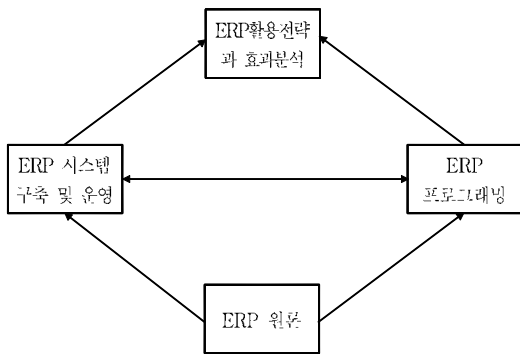 ERP활용전략
과 효과분석
ERP 시스템
구축 및 운영
ERP
프로그래밍
ERP 원론